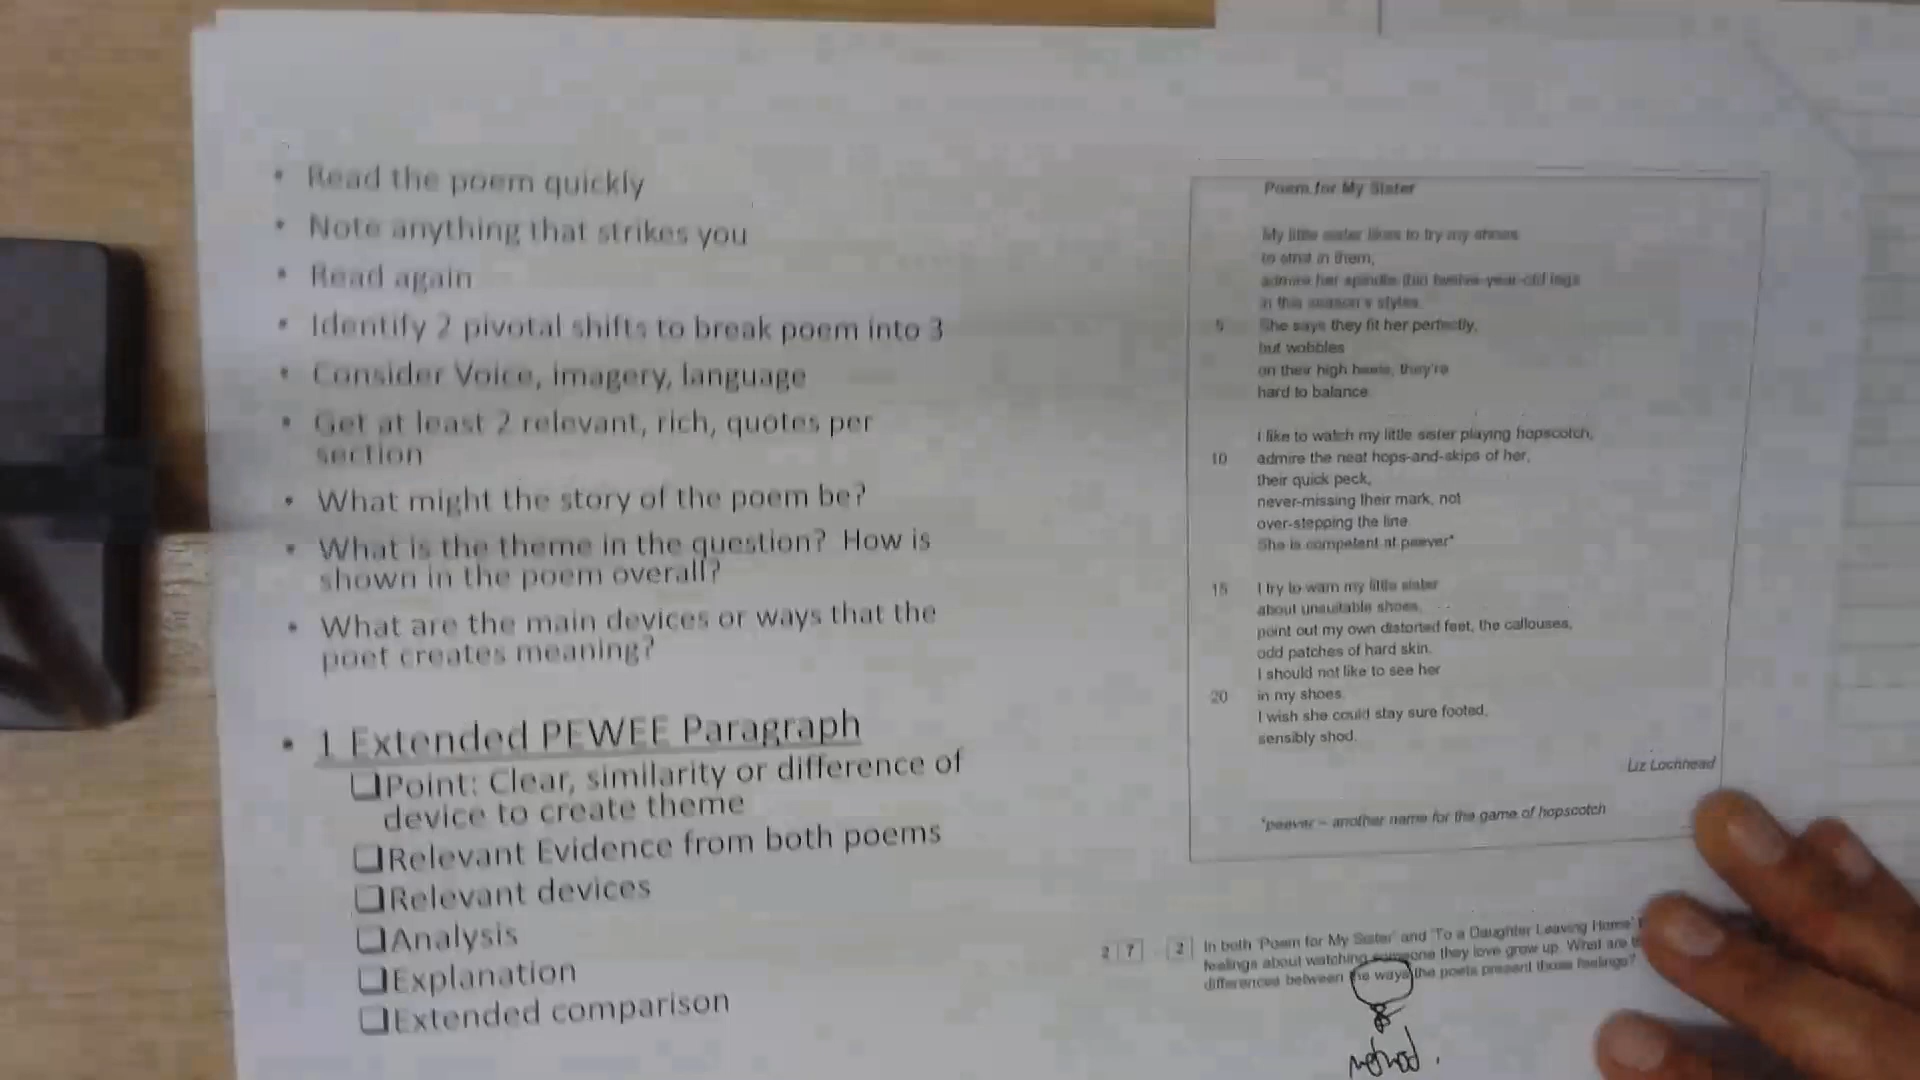 • Read the poem quickly
• Note anything that strikes you
• Read again
• Identify 2 pivotal shifts to break poem into 3
• Consider Voice, imagery, language
• Get at least 2 relevant, rich, quotes per
section
• What might the story of the poem be?
• What is the theme in the question? How is
shown in the poem overall?
• What are the main devices or ways that the
poet creates meaning?
• 1 Extended PEWEE Paragraph
❑Point: Clear, similarity or difference of
device to create theme
❑Relevant Evidence from both poems
❑Relevant devices
❑Analysis
❑Explanation
❑Extended comparison
Poem for My Sister
My little sister likes to try my shoes
to strut in them,
admire her spindle-thin twelve-year-old legs
in this season's styles.
5 She says they fit her perfectly,
but wobbles
on their high heels, they're
hard to balance.
I like to watch my little sister playing hopscotch,
10 admire the neat hops-and-skips of her,
their quick peck,
never-missing their mark, not
over-stepping the line.
She is competent at peever*
15 I try to warn my little sister
about unsuitable shoes,
point out my own distorted feet, the callouses,
odd patches of hard skin.
I should not like to see her
20 in my shoes.
I wish she could stay sure footed,
sensibly shod.
Liz Lochhead
*peever – another name for the game of hopscotch
2 7 . 2 In both 'Poem for My Sister' and 'To a Daughter Leaving Home'
feelings about watching someone they love grow up. What are
differences between the ways the poets present those feelings?
method.